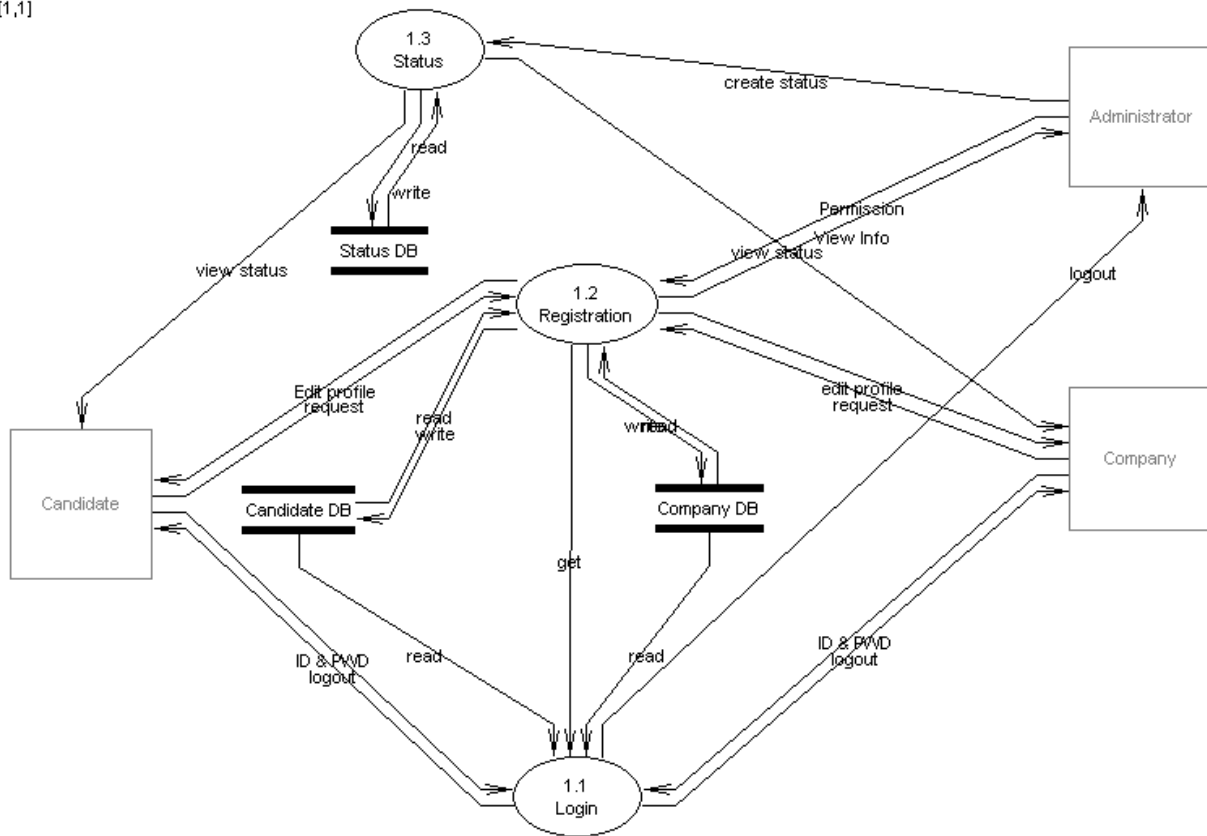 [1,1]
1.3
Status
create status
Administrator
read
write
Permission
View Info
Status DB
view status
view status
logout
1.2
Registration
Edit profile
request
edit profile
request
read
write
write
read
Candidate
Company
Candidate DB
Company DB
get
ID & PWD
logout
read
read
ID & PWD
logout
1.1
Login